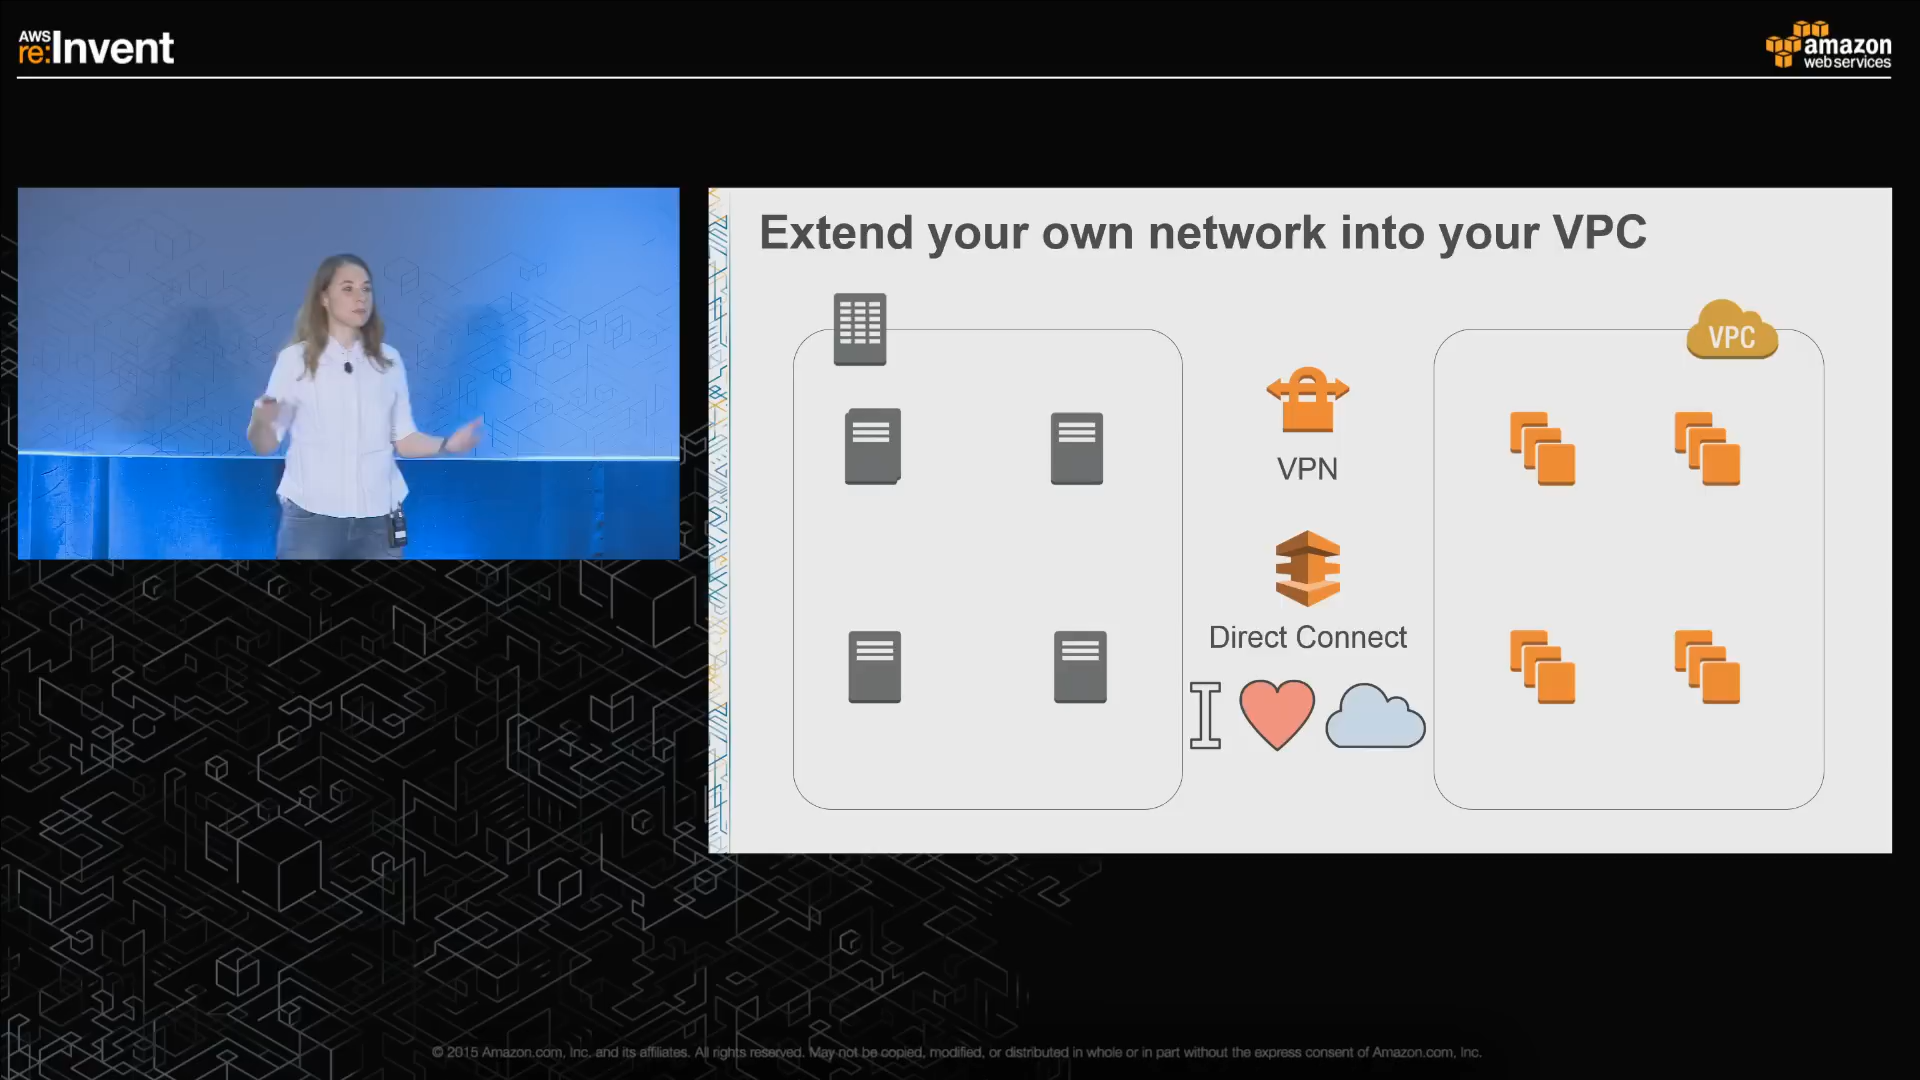 AWS
re:Invent
amazon
web services
Extend your own network into your VPC
VPC
VPN
Direct Connect
I
© 2015 Amazon.com, Inc. and its affiliates. All rights reserved. May not be copied, modified, or distributed in whole or in part without the express consent of Amazon.com, Inc.